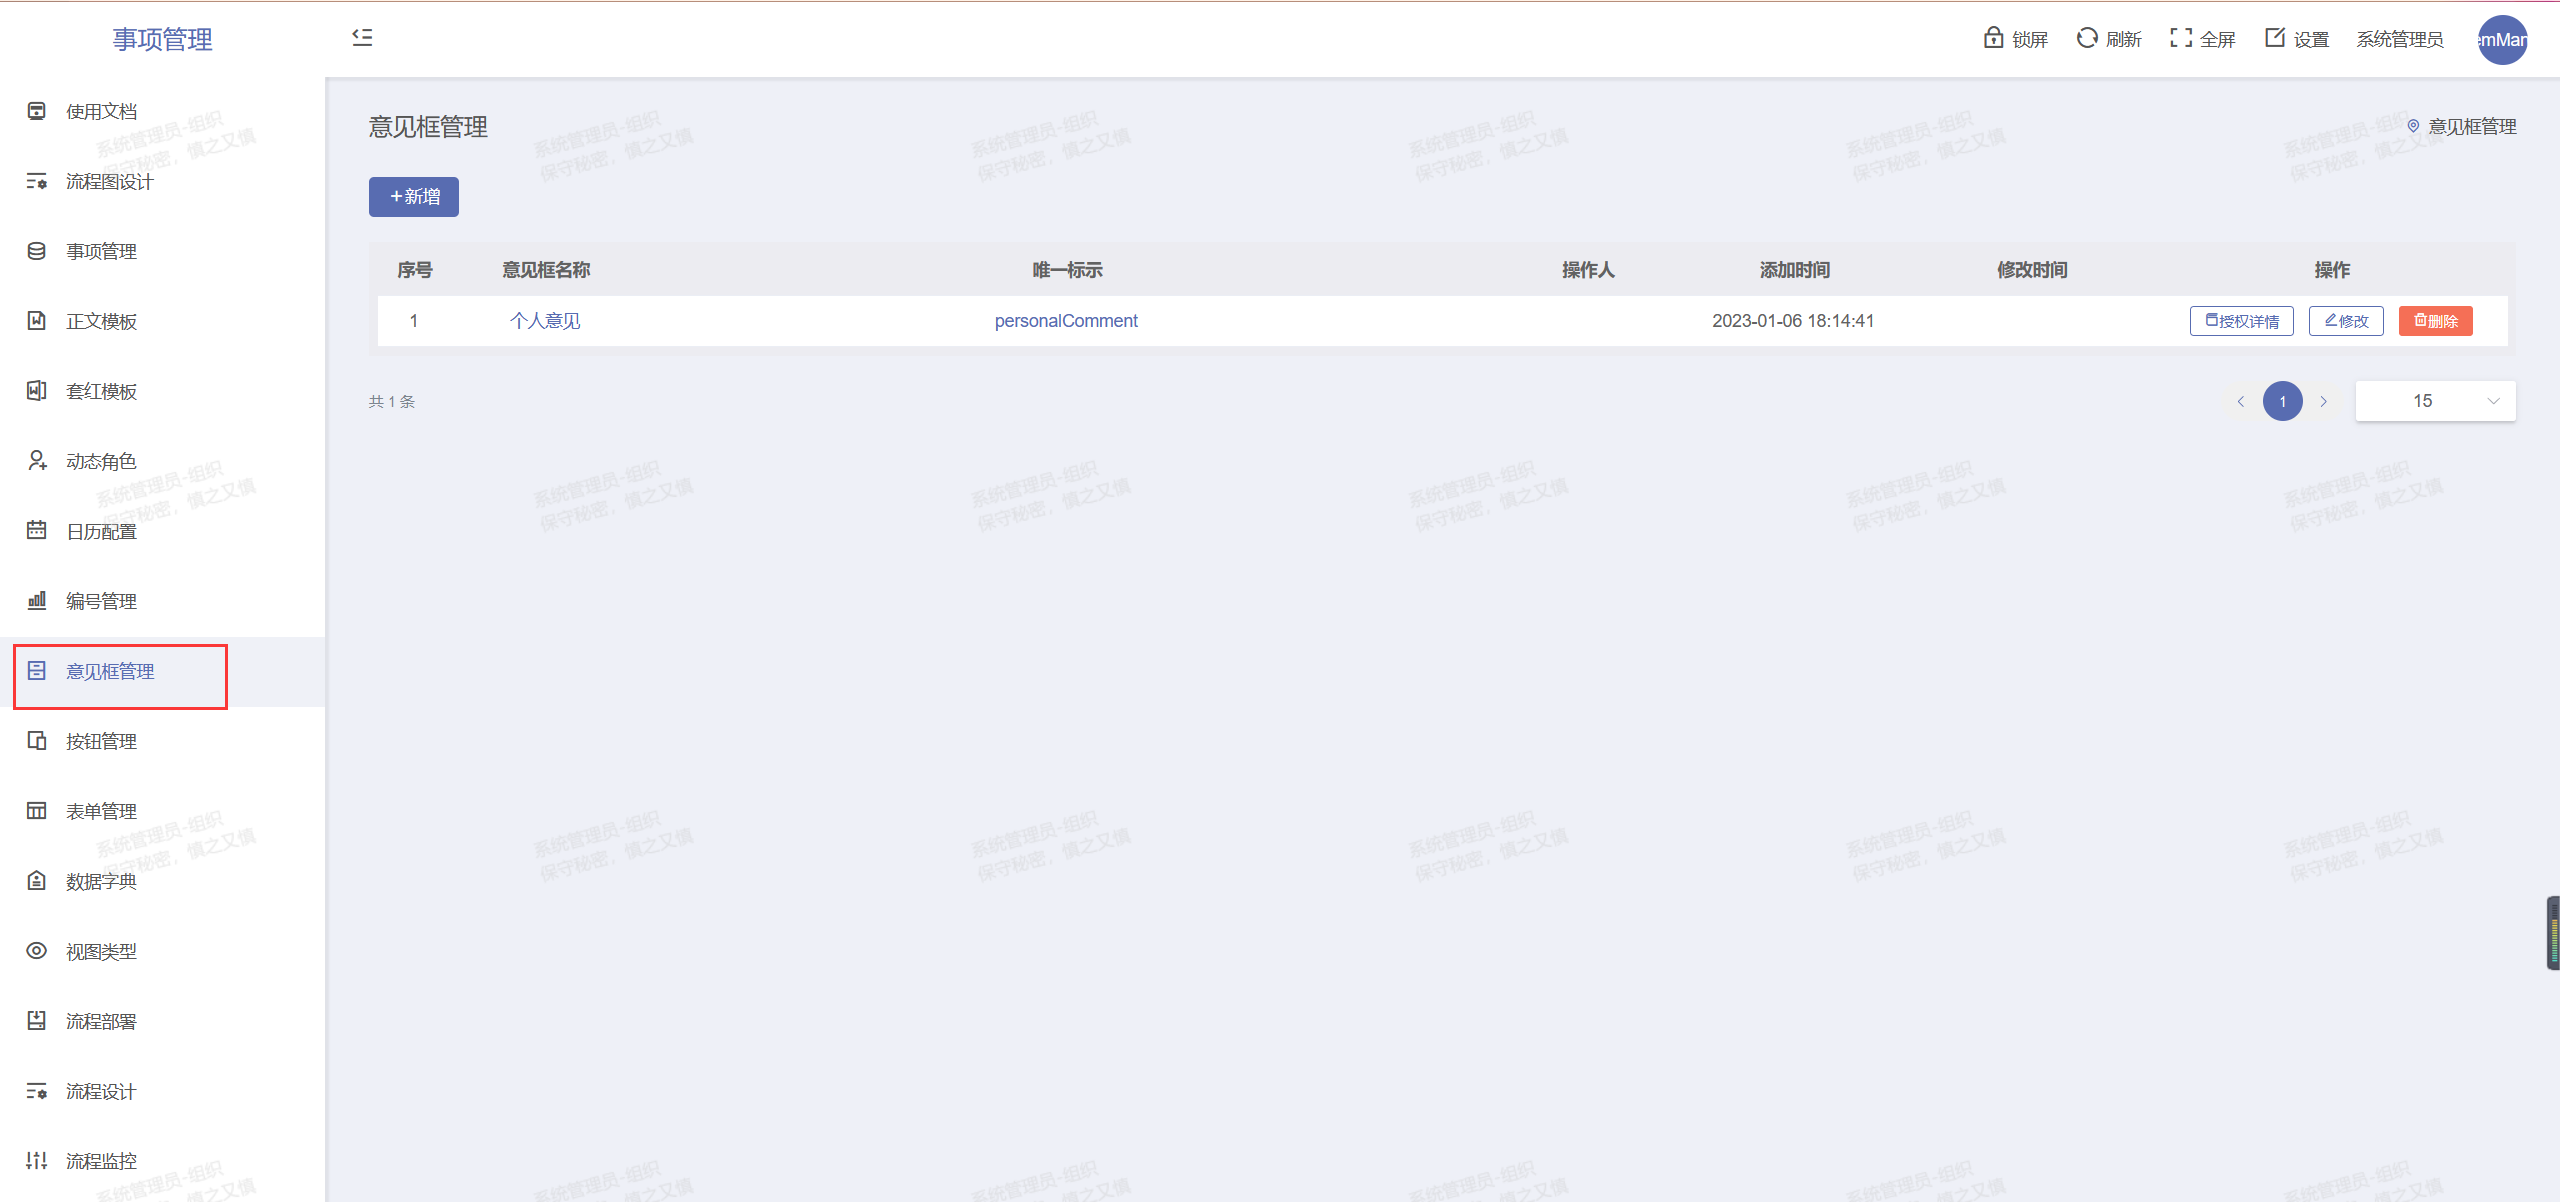 事项管理
锁屏
刷新
全屏
设置
系统管理员
emMan
使用文档
流程图设计
事项管理
正文模板
套红模板
动态角色
日历配置
编号管理
意见框管理
按钮管理
表单管理
数据字典
视图类型
流程部署
流程设计
流程监控
意见框管理
意见框管理
+新增
序号 意见框名称 唯一标示 操作人 添加时间 修改时间 操作
1 个人意见 personalComment 2023-01-06 18:14:41 授权详情 修改 删除
共 1 条
1
15
系统管理员-组织
保守秘密，慎之又慎